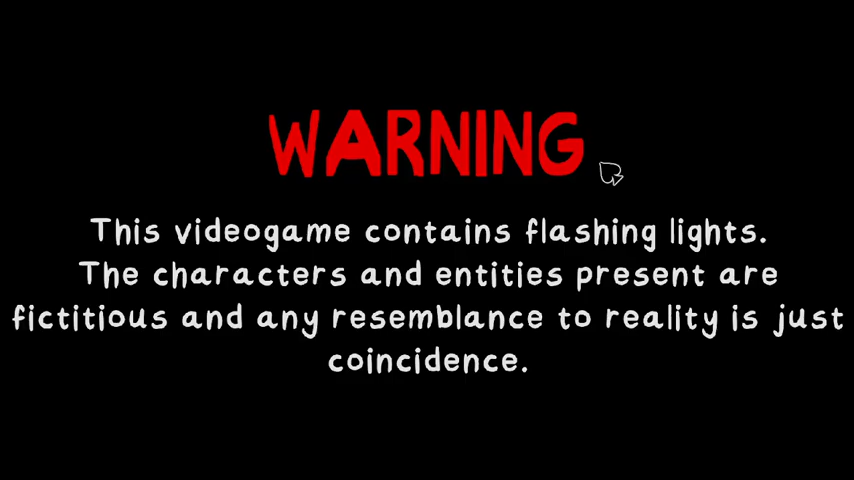 WARNING
This videogame contains flashing lights.
The characters and entities present are
fictitious and any resemblance to reality is just
coincidence.